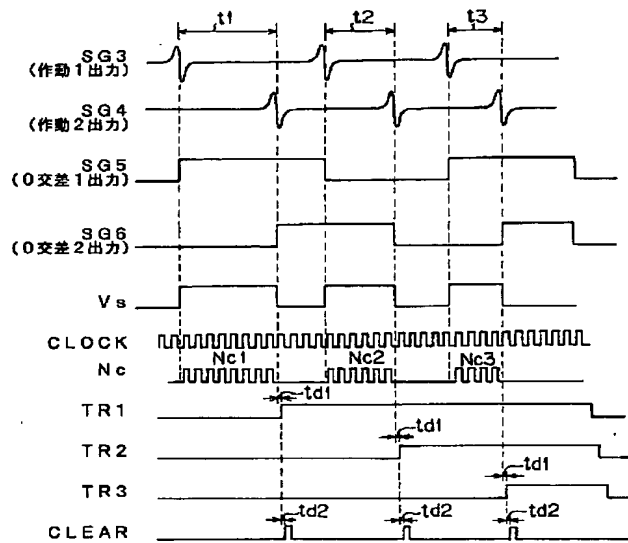 t1 t2 t3
SG3
(作動1出力)
SG4
(作動2出力)
SG5
(0交差1出力)
SG6
(0交差2出力)
Vs
CLOCK
Nc1 Nc2 Nc3
Nc
td1
TR1
td1
TR2
td1
TR3
td2 td2 td2
CLEAR